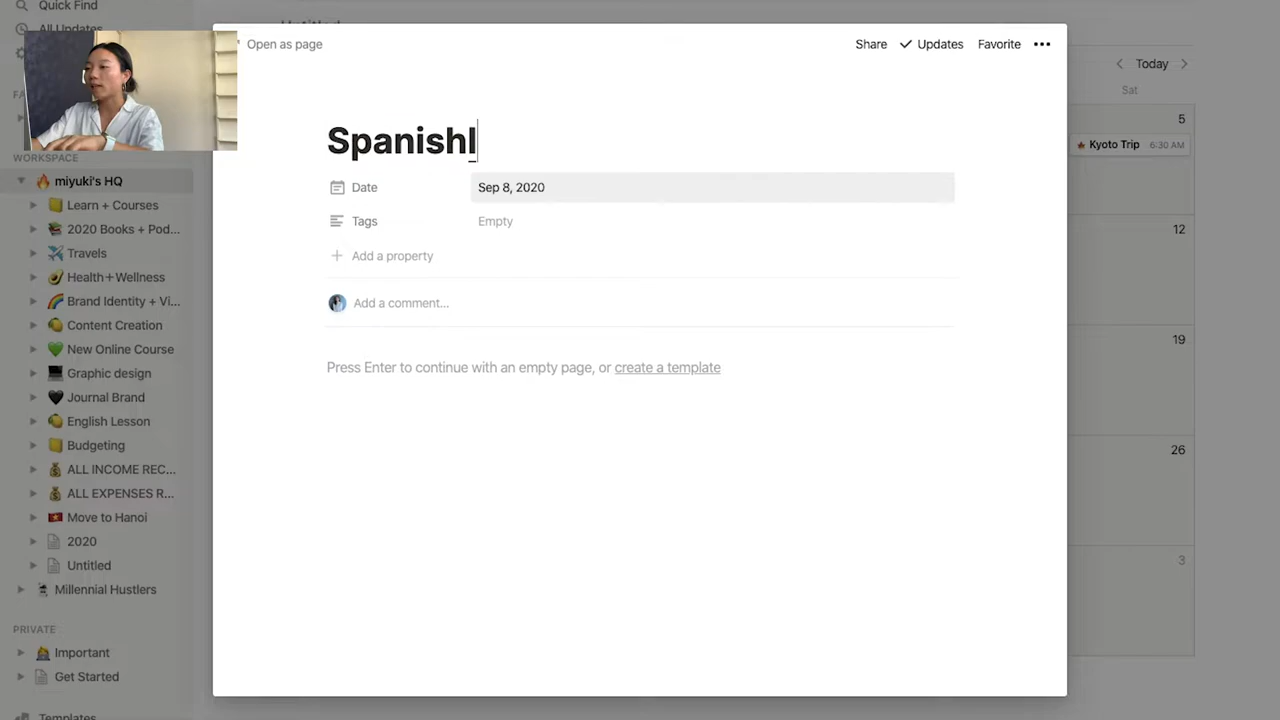 Quick Find
All Updates
Untitled
Open as page
Share
Updates
Favorite
Today
Sat
SpanishI
Date
Sep 8, 2020
Tags
Empty
Add a property
Add a comment...
Press Enter to continue with an empty page, or create a template
5
Kyoto Trip 6:30 AM
12
19
26
3
WORKSPACE
miyuki's HQ
Learn + Courses
2020 Books + Pod...
Travels
Health+Wellness
Brand Identity + Vi...
Content Creation
New Online Course
Graphic design
Journal Brand
English Lesson
Budgeting
ALL INCOME REC...
ALL EXPENSES R...
Move to Hanoi
2020
Untitled
Millennial Hustlers
PRIVATE
Important
Get Started
Templates